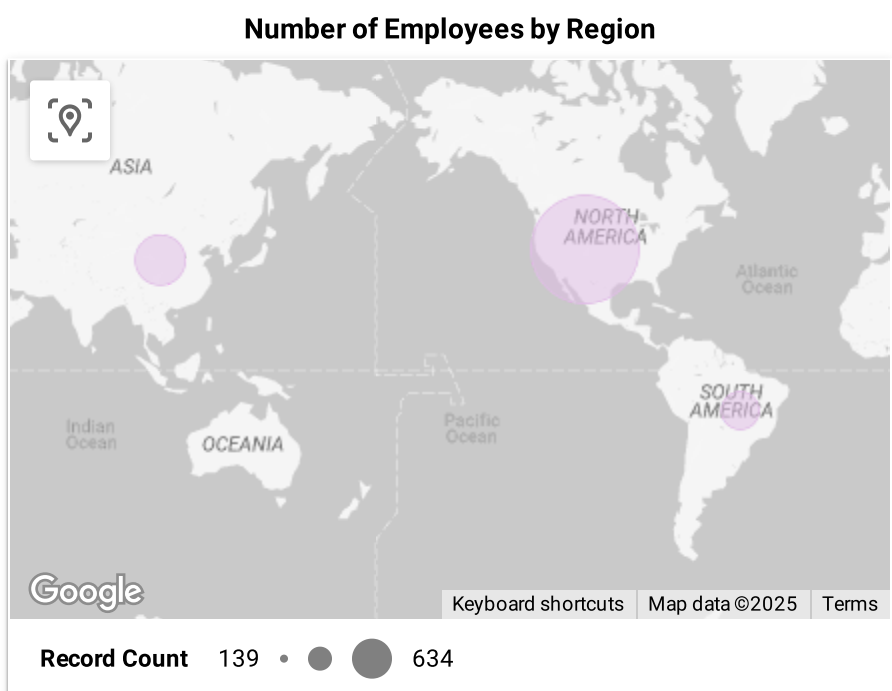 Number of Employees by Region
ASIA
NORTH
AMERICA
Atlantic
Ocean
SOUTH
AMERICA
Indian
Ocean
OCEANIA
Pacific
Ocean
Google
Keyboard shortcuts
Map data ©2025
Terms
Record Count 139 634